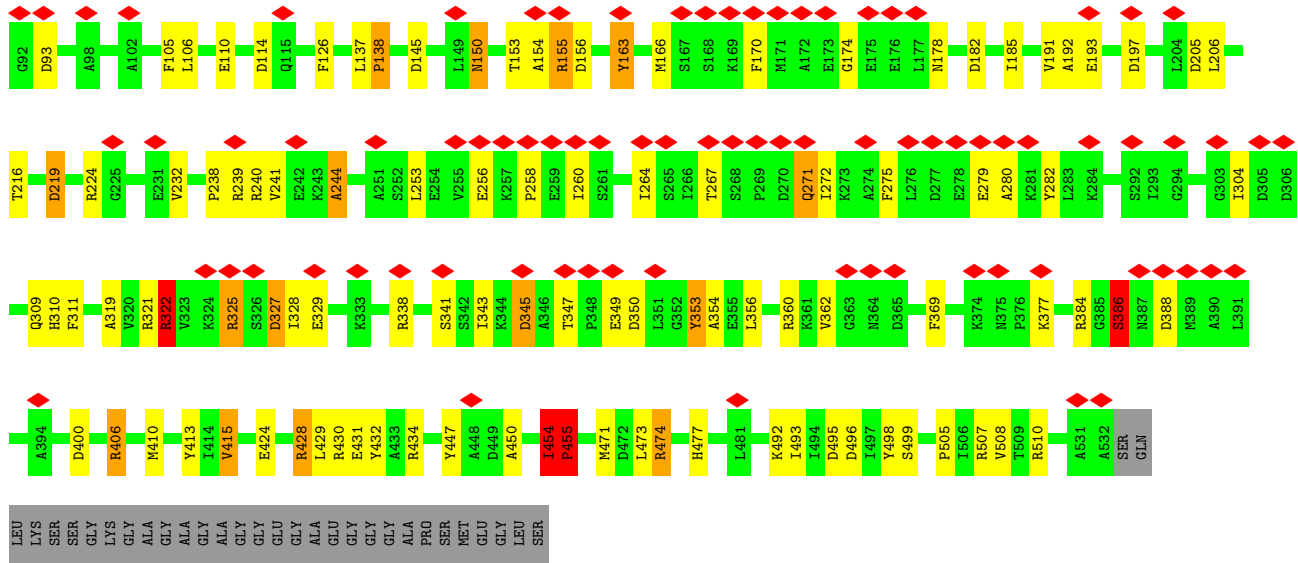 G92 D93 A98 A102 F105 L106 E110 D114 Q115 F126 L137 P138 D145 L149 N150 T153 A154 R155 D156 Y163 M166 S167 S168 K169 F170 M171 A172 E173 G174 E175 E176 L177 N178 D182 I185 V191 A192 E193 D197 L204 D205 L206
T216 D219 R224 G225 E231 V232 P238 R239 R240 V241 E242 K243 A244 A251 S252 L253 E254 V255 E256 K257 P258 E259 I260 S261 I264 S265 I266 T267 S268 P269 D270 Q271 I272 K273 A274 F275 L276 D277 E278 E279 A280 K281 Y282 L283 K284 S292 I293 G294 G303 I304 D305 D306
Q309 H310 F311 A319 V320 R321 R322 V323 K324 R325 S326 D327 I328 E329 K333 R338 S341 S342 I343 K344 D345 A346 T347 P348 E349 D350 L351 G352 Y353 A354 E355 L356 R360 K361 V362 G363 N364 D365 F369 K374 N375 P376 K377 R384 G385 S386 N387 D388 M389 A390 L391
A394 D400 R406 M410 Y413 I414 V415 E424 R428 L429 R430 E431 Y432 A433 R434 Y447 A448 D449 A450 I454 P455 M471 D472 L473 R474 H477 L481 K492 I493 I494 D495 D496 I497 Y498 S499 P505 I506 R507 V508 T509 R510 A531 A532 SER GLN
LEU LYS SER SER GLY LYS GLY ALA GLY ALA GLY ALA GLY GLY GLU GLY ALA GLU GLY GLY GLY GLY ALA PRO SER MET GLU GLY LEU SER